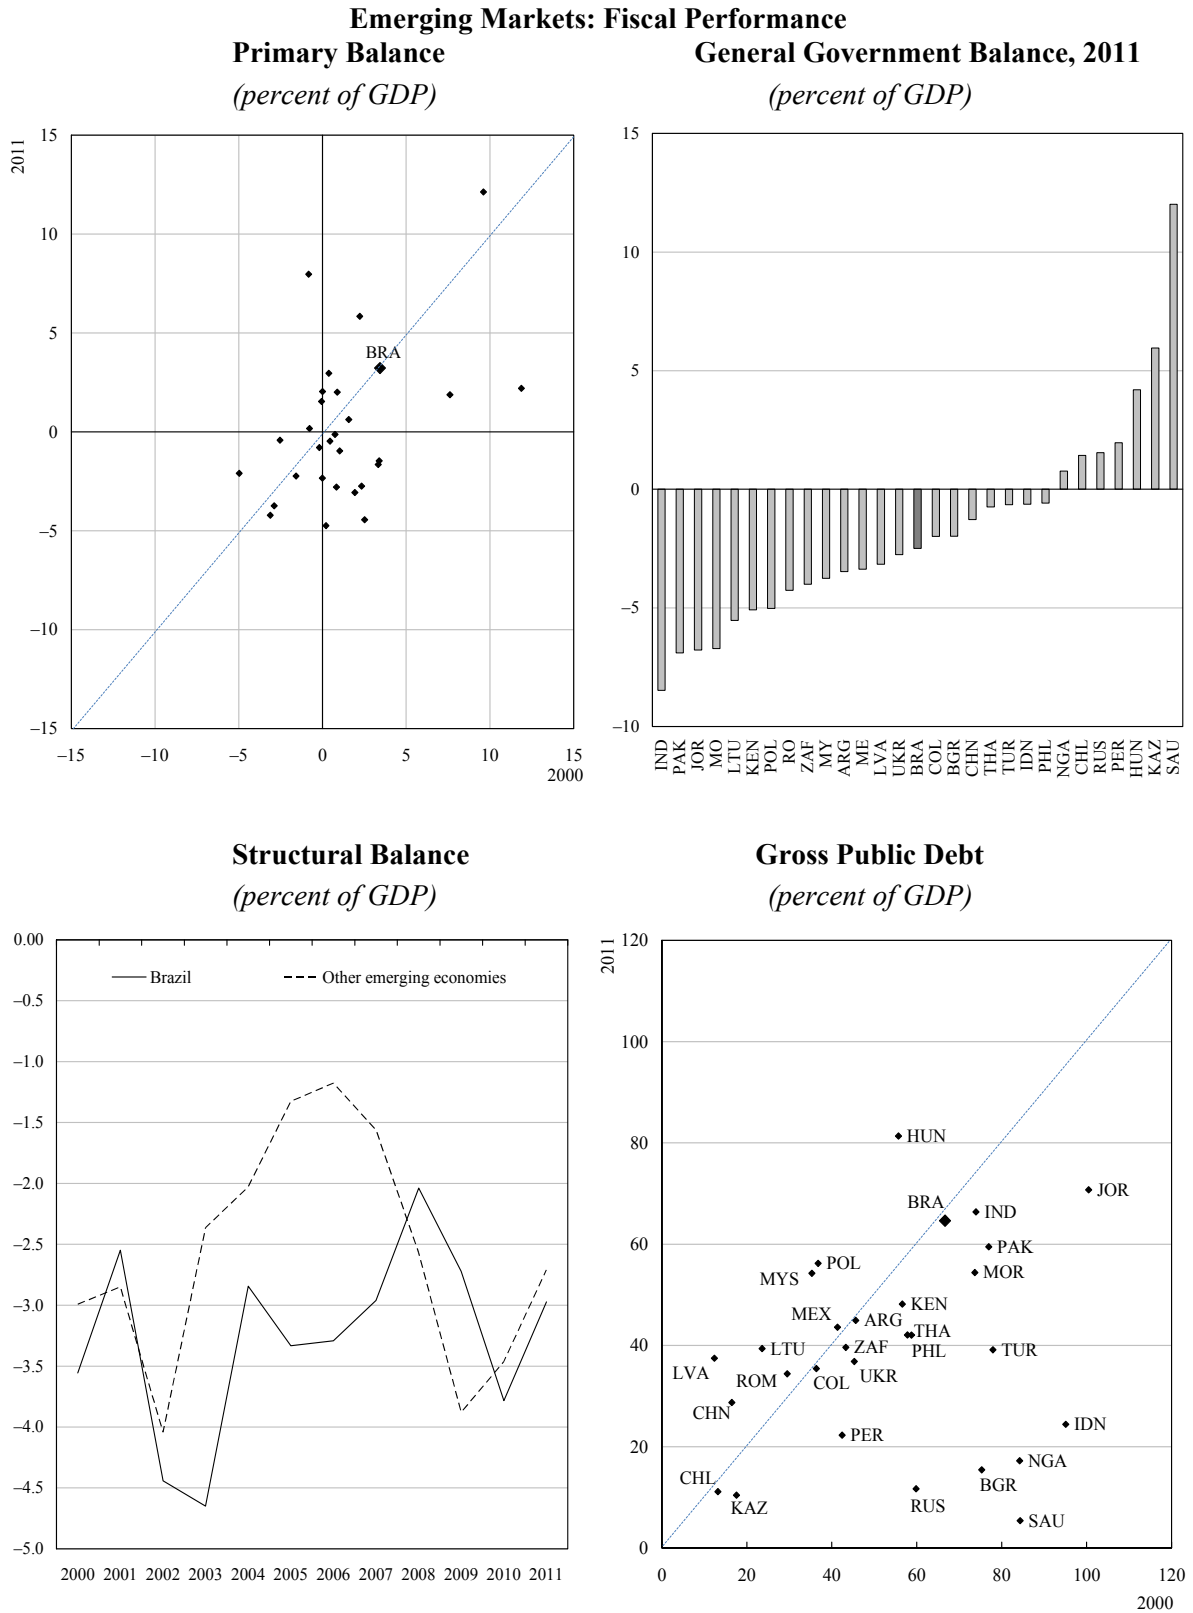 Emerging Markets: Fiscal Performance
Primary Balance
(percent of GDP)
2011
15
10
5
0
–5
–10
–15
BRA
–15 –10 –5 0 5 10 15
2000
General Government Balance, 2011
(percent of GDP)
15
10
5
0
–5
–10
IND PAK JOR MO LTU KEN POL RO ZAF MY ARG ME LVA UKR BRA COL BGR CHN THA TUR IDN PHL NGA CHL RUS PER HUN KAZ SAU
Structural Balance
(percent of GDP)
0.00
–0.5
–1.0
–1.5
–2.0
–2.5
–3.0
–3.5
–4.0
–4.5
–5.0
Brazil Other emerging economies
2000 2001 2002 2003 2004 2005 2006 2007 2008 2009 2010 2011
Gross Public Debt
(percent of GDP)
2011
120
100
80
60
40
20
0
HUN
JOR
BRA
IND
PAK
POL
MYS
MOR
KEN
MEX
ARG
THA
LTU
ZAF
PHL
TUR
LVA
ROM
COL
UKR
CHN
PER
IDN
CHL
NGA
BGR
KAZ
RUS
SAU
0 20 40 60 80 100 120
2000